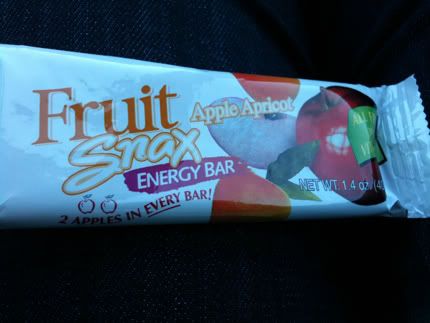 Fruit
Apple Apricot
Snax
ENERGY BAR
NET WT. 1.4 oz.
2 APPLES IN EVERY BAR!